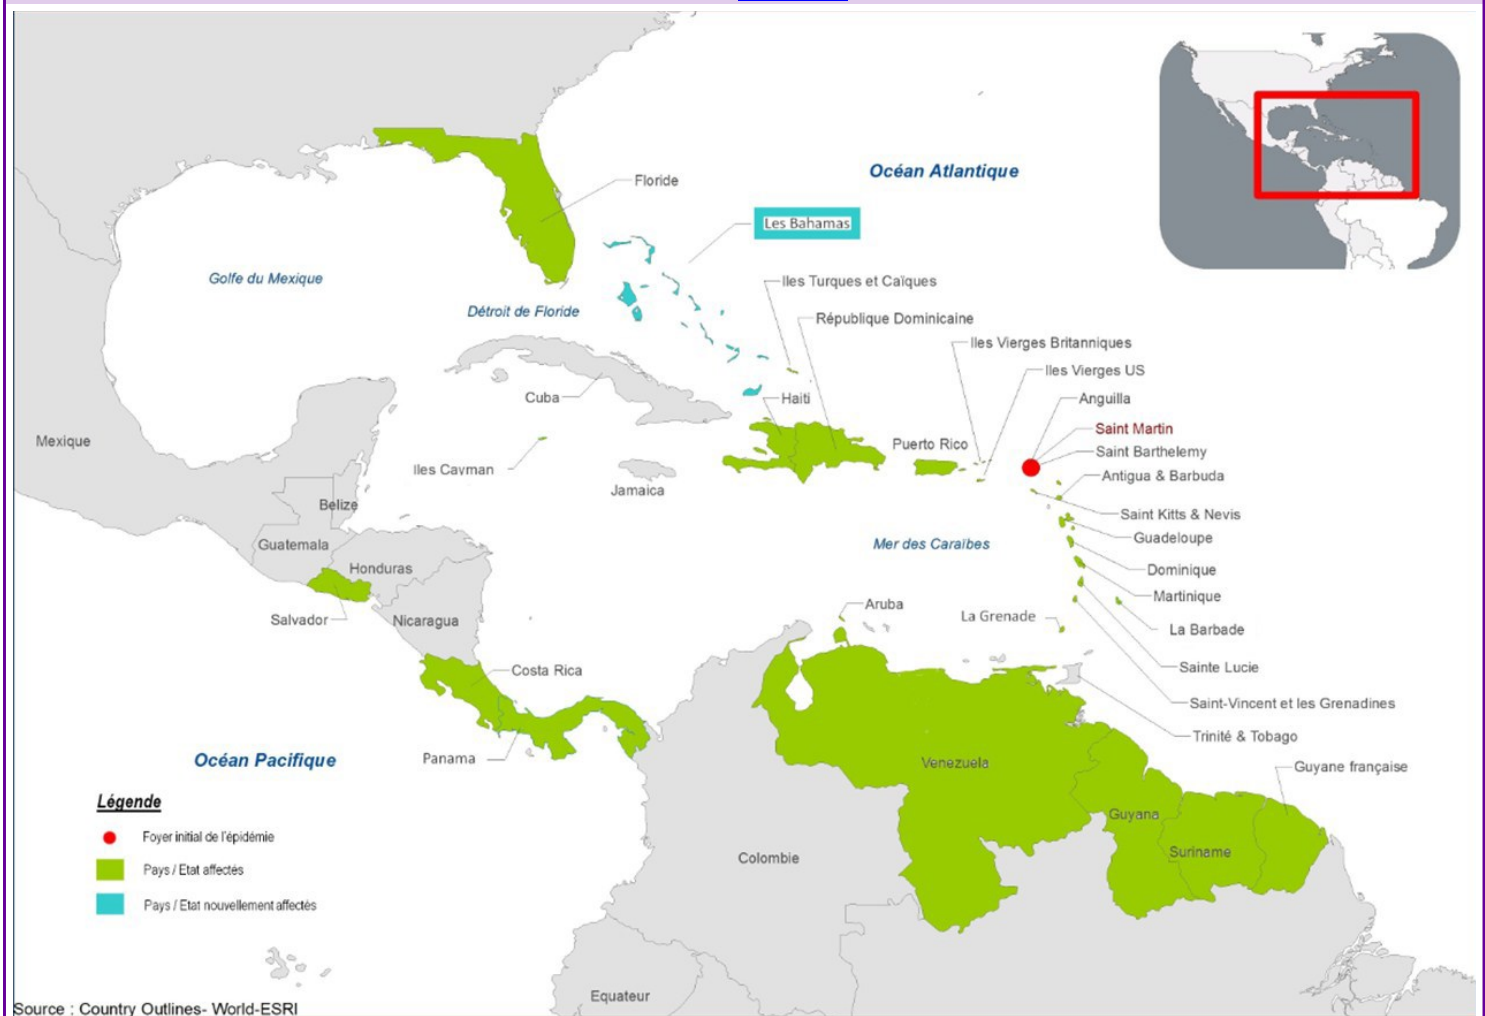 Océan Atlantique
Floride
Les Bahamas
Golfe du Mexique
Iles Turques et Caïques
Détroit de Floride
République Dominicaine
Iles Vierges Britanniques
Iles Vierges US
Cuba
Haiti
Anguilla
Saint Martin
Mexique
Puerto Rico
Saint Barthelemy
Iles Cayman
Antigua & Barbuda
Jamaica
Belize
Saint Kitts & Nevis
Guadeloupe
Guatemala
Mer des Caraïbes
Honduras
Dominique
Martinique
Aruba
La Grenade
Salvador
Nicaragua
La Barbade
Costa Rica
Sainte Lucie
Saint-Vincent et les Grenadines
Trinité & Tobago
Océan Pacifique
Panama
Venezuela
Guyane française
Légende
Guyana
Foyer initial de l'épidémie
Suriname
Colombie
Pays / Etat affectés
Pays / Etat nouvellement affectés
Equateur
Source : Country Outlines- World-ESRI